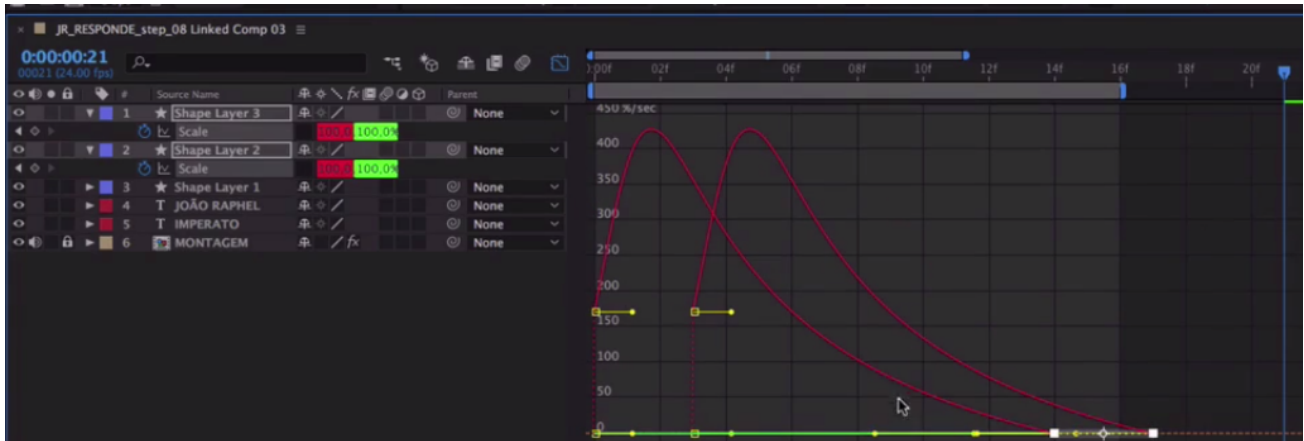 JR_RESPONDE_step_08 Linked Comp 03
0:00:00:21
00021 (24.00 fps)
# Source Name Parent
1 Shape Layer 3 None
Scale 100,0 100,0%
2 Shape Layer 2 None
Scale 100,0 100,0%
3 Shape Layer 1 None
4 T JOÃO RAPHEL None
5 T IMPERATO None
6 MONTAGEM None
02f 04f 06f 08f 10f 12f 14f 16f 18f 20f
450 %/sec
400
350
300
250
200
150
100
50
0